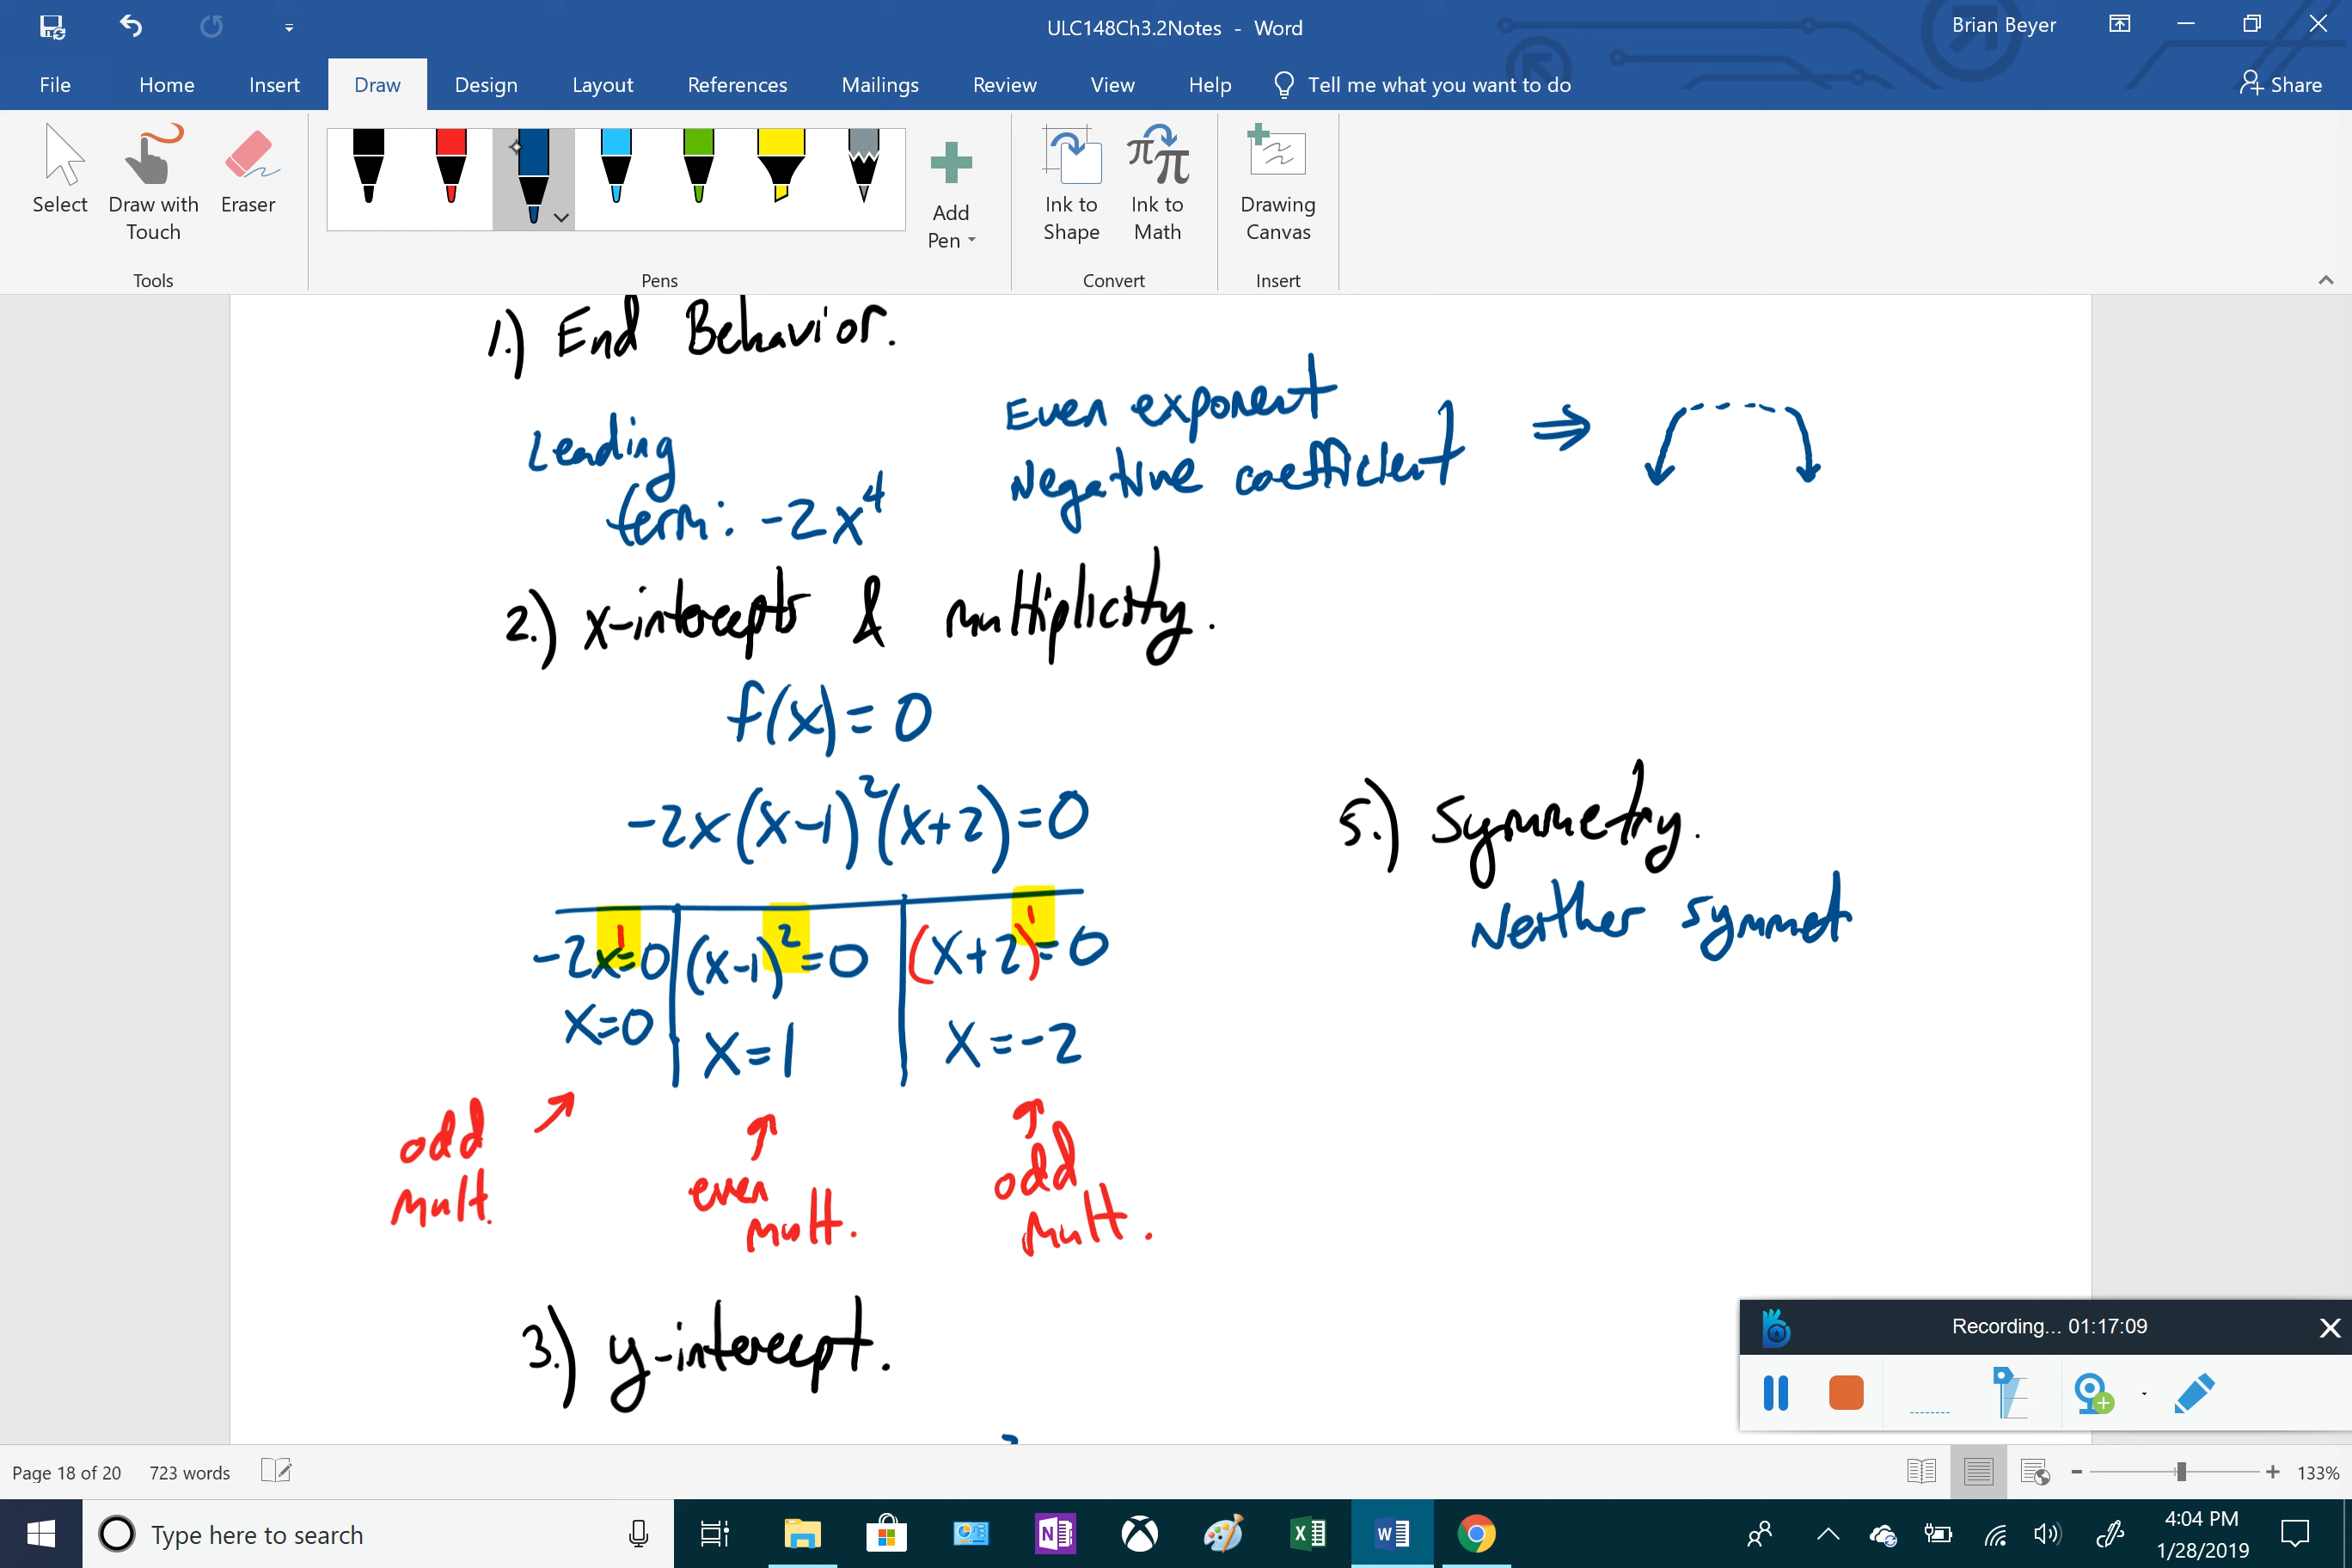 ULC148Ch3.2Notes - Word
Brian Beyer
File Home Insert Draw Design Layout References Mailings Review View Help Tell me what you want to do Share
Select Draw with Touch Eraser
Add Pen
Ink to Shape Ink to Math
Drawing Canvas
Tools Pens Convert Insert
1.) End Behavior.
Leading
term: -2x⁴
Even exponent
Negative coefficient ⇒
2.) x-intercepts & multiplicity.
f(x)=0
-2x(x-1)²(x+2)=0
-2x¹=0 (x-1)²=0 (x+2)¹=0
x=0 x=1 x=-2
odd mult.
even mult.
odd mult.
3.) y-intercept.
5.) Symmetry.
Neither symmet
Recording... 01:17:09
Page 18 of 20 723 words 133%
Type here to search
4:04 PM
1/28/2019